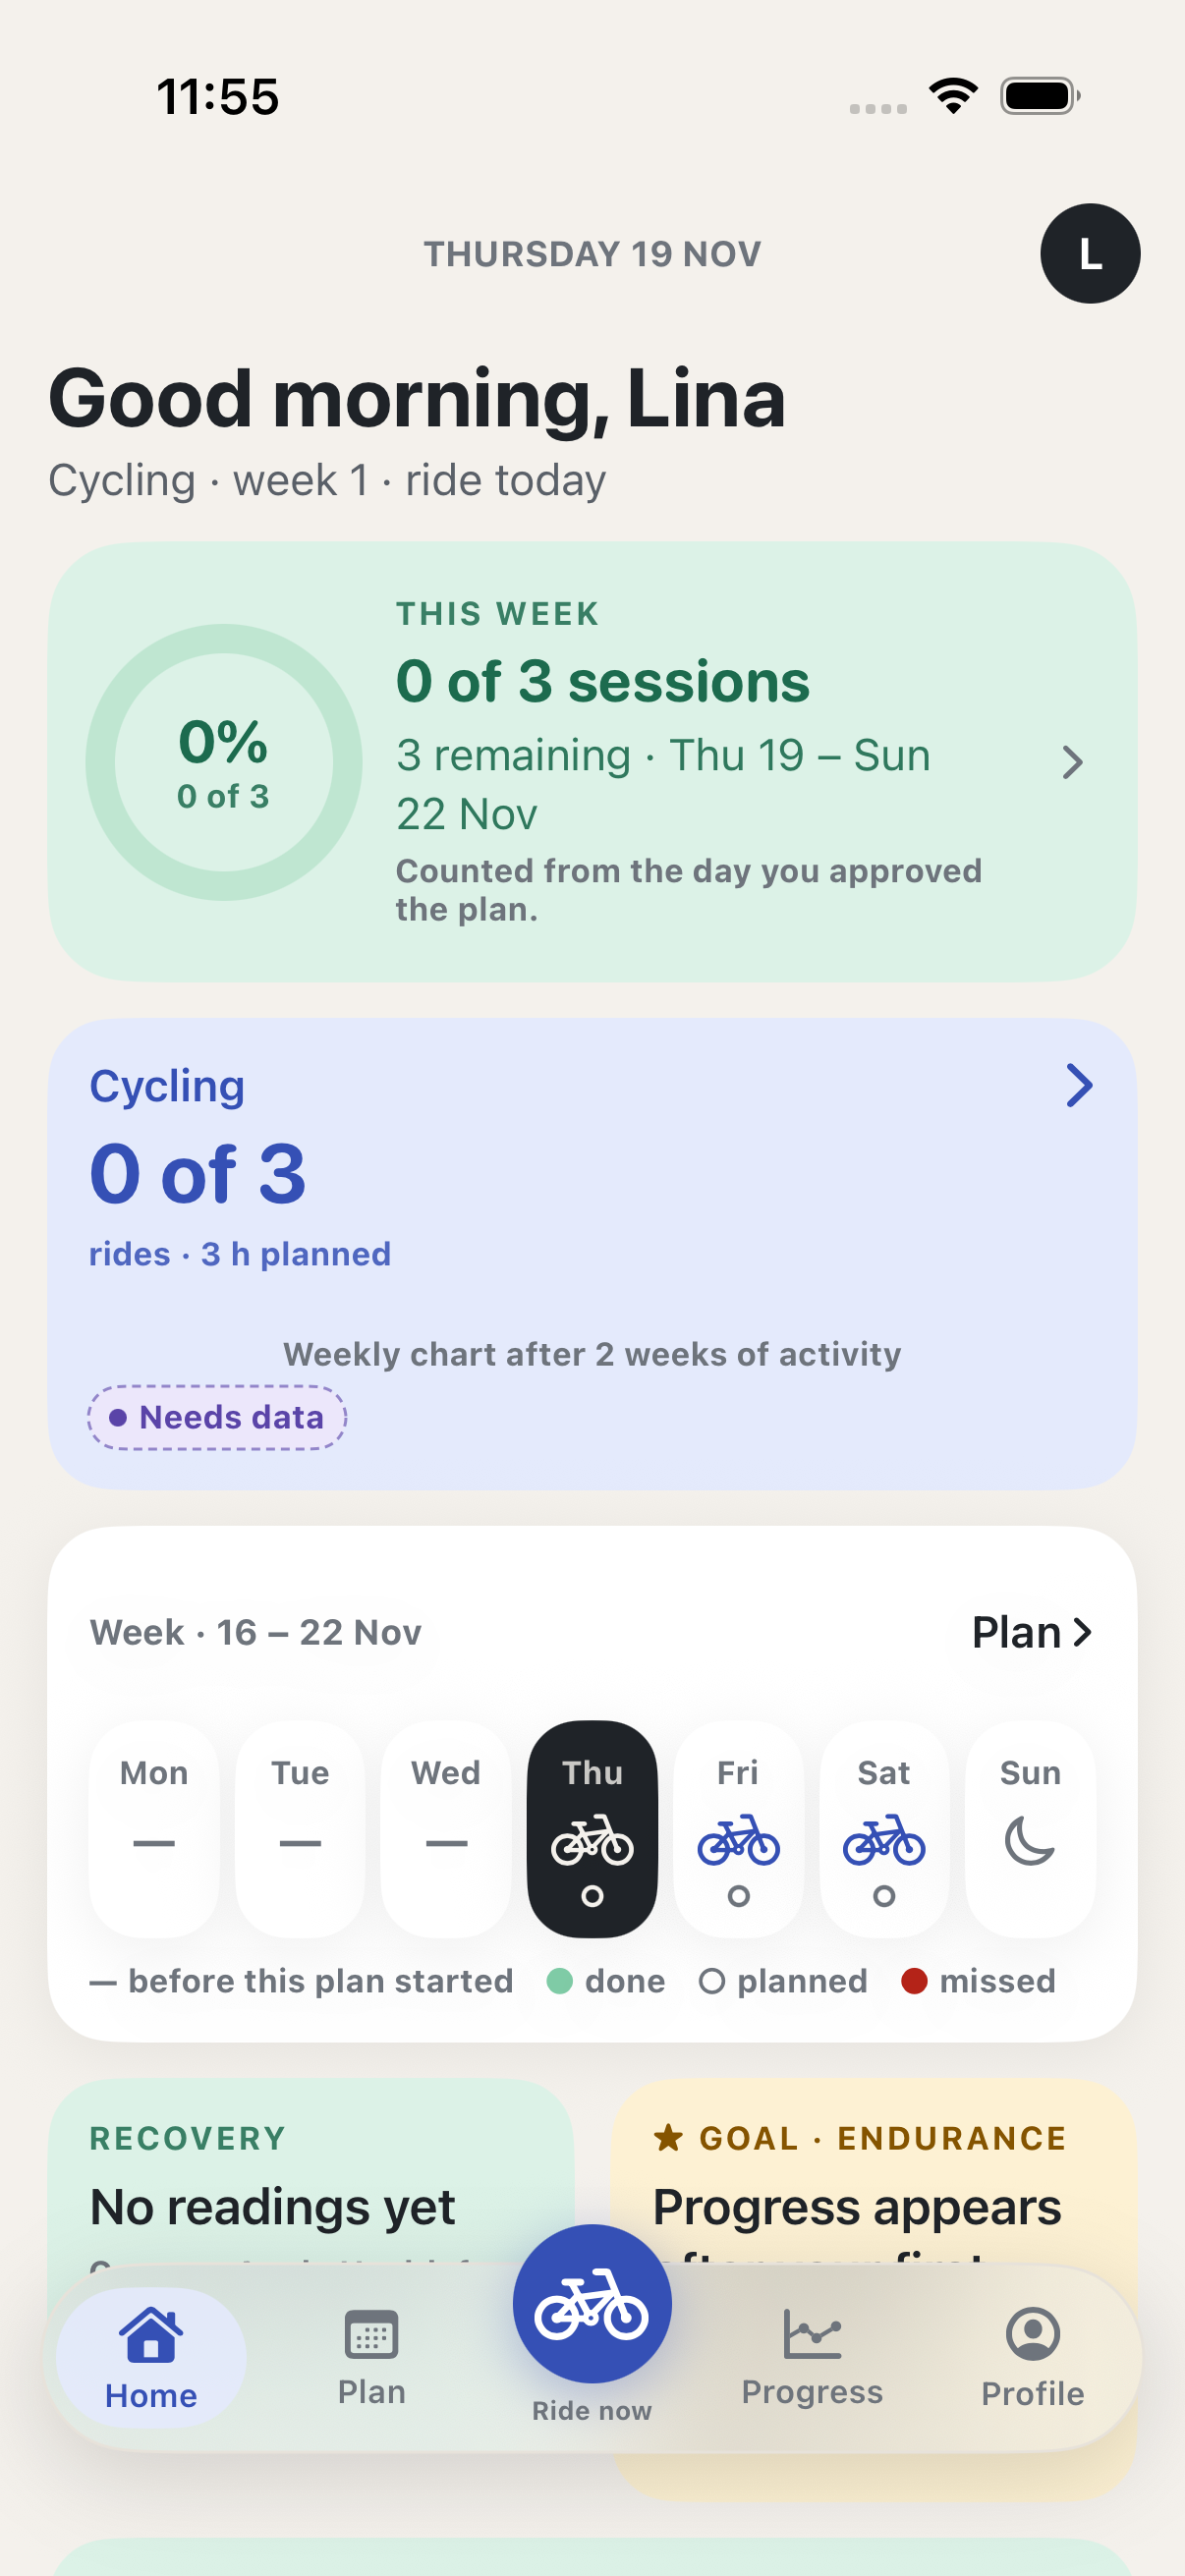 11:55
THURSDAY 19 NOV
L
Good morning, Lina
Cycling · week 1 · ride today
THIS WEEK
0 of 3 sessions
0%
0 of 3
3 remaining · Thu 19 – Sun
22 Nov
Counted from the day you approved
the plan.
Cycling
0 of 3
rides · 3 h planned
Weekly chart after 2 weeks of activity
Needs data
Week · 16 – 22 Nov
Plan
Mon Tue Wed Thu Fri Sat Sun
— before this plan started done planned missed
RECOVERY
No readings yet
GOAL · ENDURANCE
Progress appears
Home
Plan
Ride now
Progress
Profile